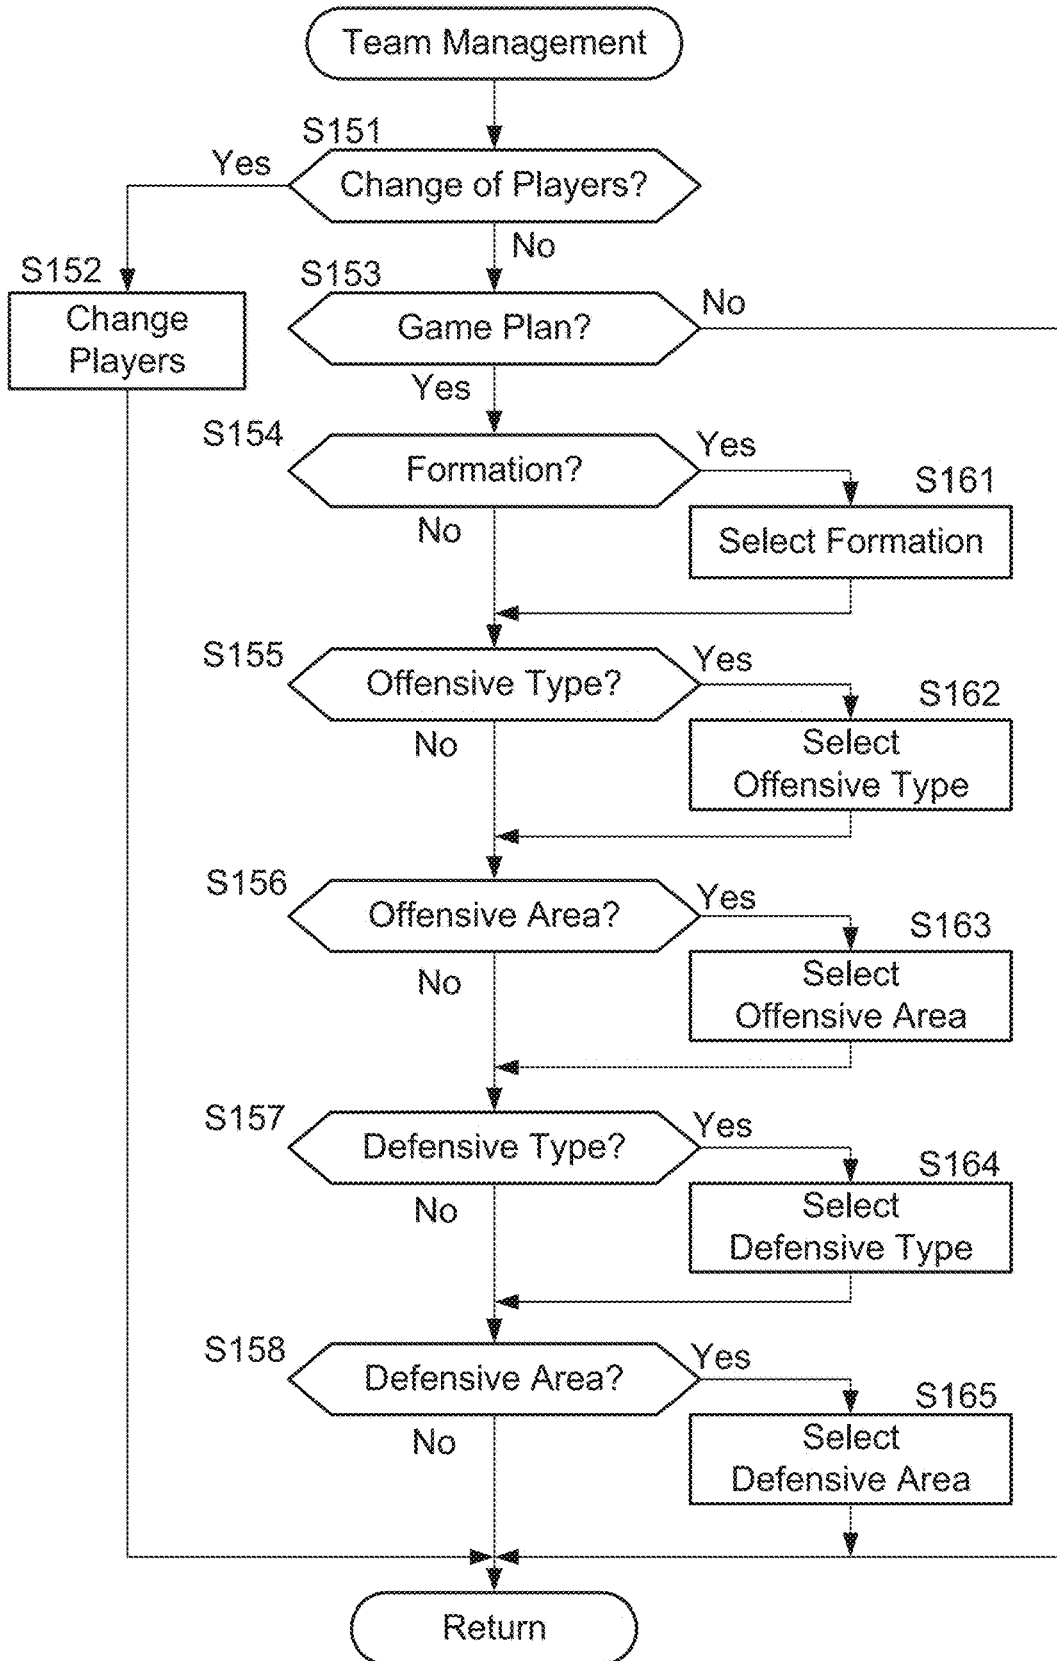 Team Management
S151
Yes
Change of Players?
No
S152
S153
Change
Players
Game Plan?
No
Yes
S154
Formation?
Yes
S161
No
Select Formation
S155
Offensive Type?
Yes
S162
No
Select
Offensive Type
S156
Offensive Area?
Yes
S163
No
Select
Offensive Area
S157
Defensive Type?
Yes
S164
No
Select
Defensive Type
S158
Defensive Area?
Yes
S165
No
Select
Defensive Area
Return